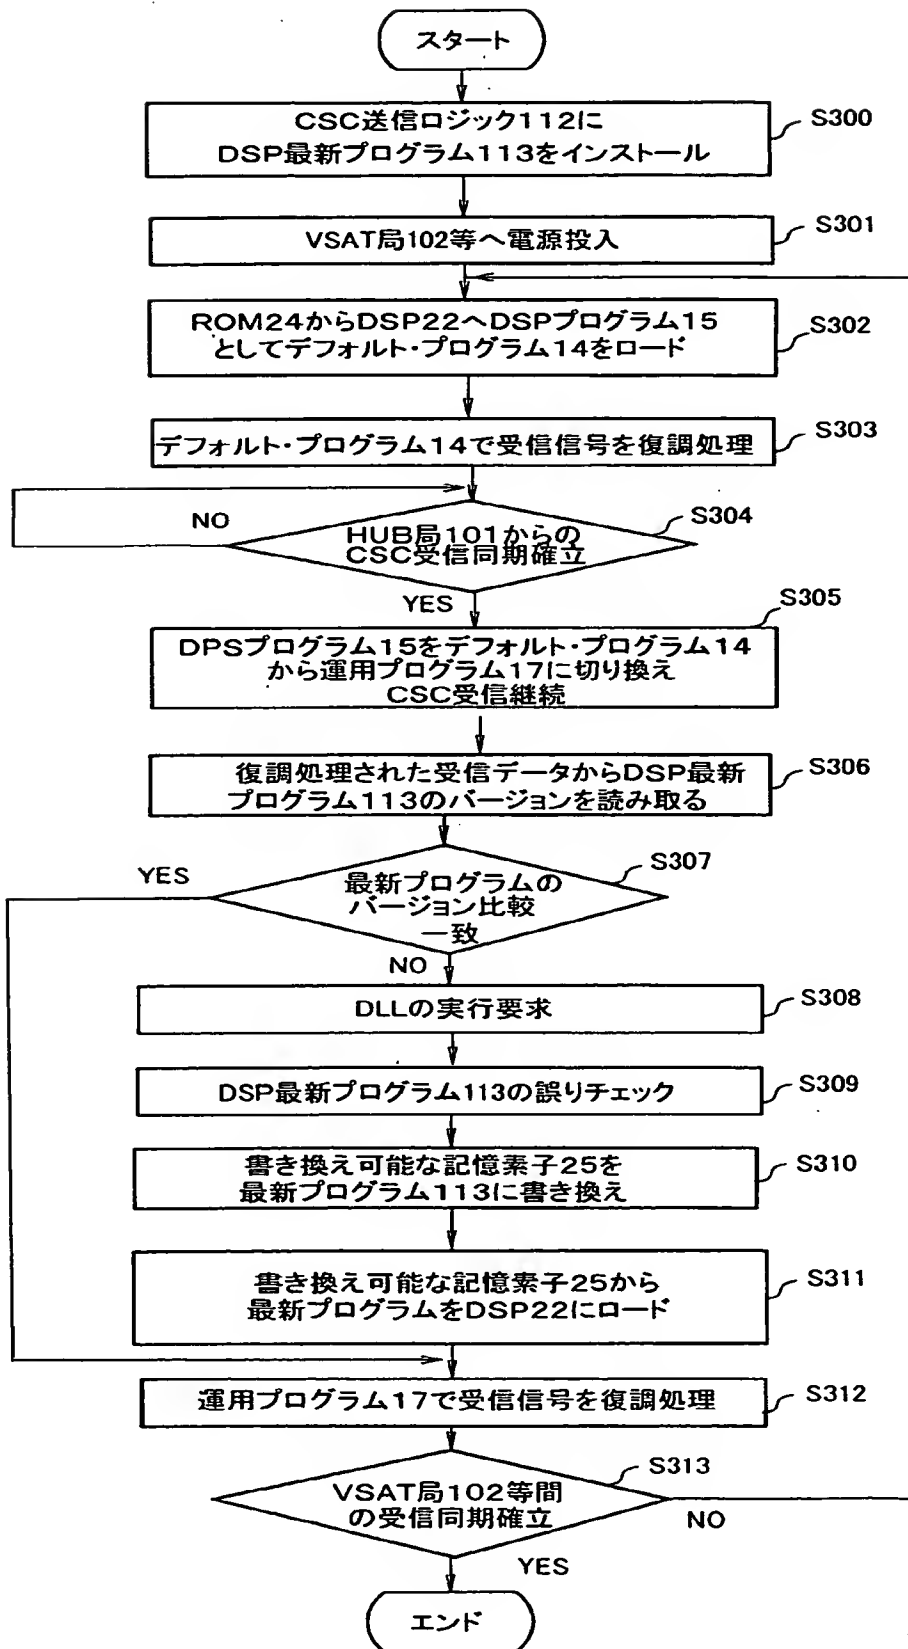 スタート
CSC送信ロジック112に
DSP最新プログラム113をインストール
S300
VSAT局102等へ電源投入
S301
ROM24からDSP22へDSPプログラム15
としてデフォルト・プログラム14をロード
S302
デフォルト・プログラム14で受信信号を復調処理
S303
NO
HUB局101からの
CSC受信同期確立
S304
YES
S305
DPSプログラム15をデフォルト・プログラム14
から運用プログラム17に切り換え
CSC受信継続
復調処理された受信データからDSP最新
プログラム113のバージョンを読み取る
S306
YES
最新プログラムの
バージョン比較
一致
S307
NO
DLLの実行要求
S308
DSP最新プログラム113の誤りチェック
S309
書き換え可能な記憶素子25を
最新プログラム113に書き換え
S310
書き換え可能な記憶素子25から
最新プログラムをDSP22にロード
S311
運用プログラム17で受信信号を復調処理
S312
VSAT局102等間
の受信同期確立
S313
NO
YES
エンド